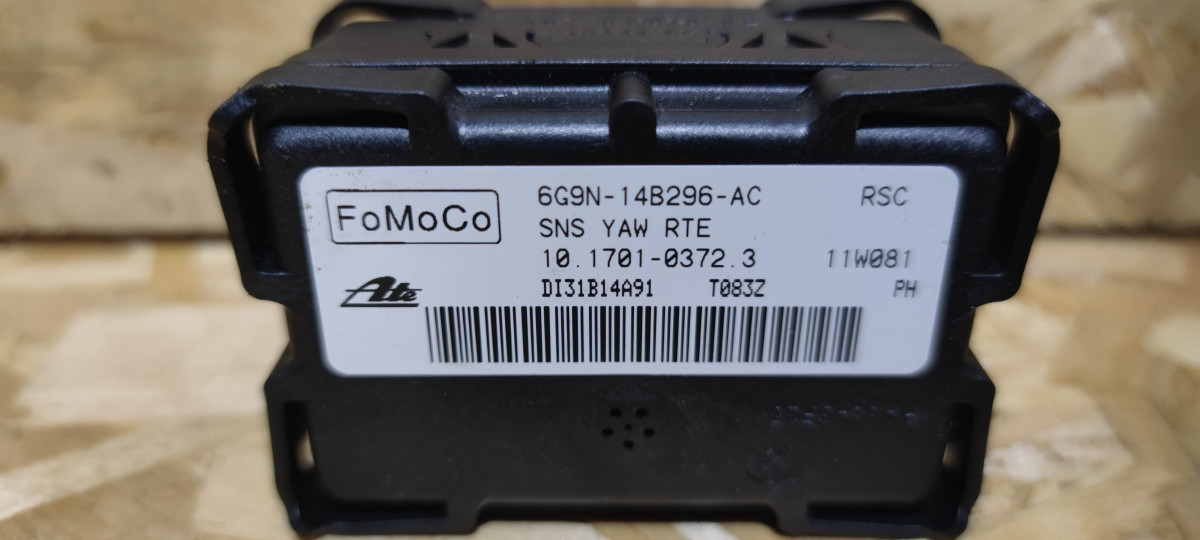 6G9N-14B296-AC RSC
FoMoCo
SNS YAW RTE
10.1701-0372.3 11W081
Ate
DI31B14A91 T083Z PH